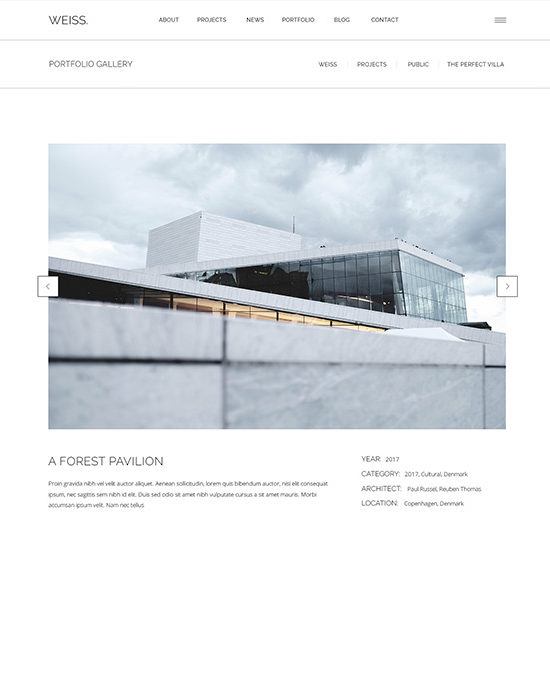 WEISS.
ABOUT PROJECTS NEWS PORTFOLIO BLOG CONTACT
PORTFOLIO GALLERY
WEISS PROJECTS PUBLIC THE PERFECT VILLA
A FOREST PAVILION
Proin gravida nibh vel velit auctor aliquet. Aenean sollicitudin, lorem quis bibendum auctor, nisi elit consequat
ipsum, nec sagittis sem nibh id elit. Duis sed odio sit amet nibh vulputate cursus a sit amet mauris. Morbi
accumsan ipsum velit. Nam nec tellus
YEAR: 2017
CATEGORY: 2017, Cultural, Denmark
ARCHITECT: Paul Russel, Reuben Thomas
LOCATION: Copenhagen, Denmark